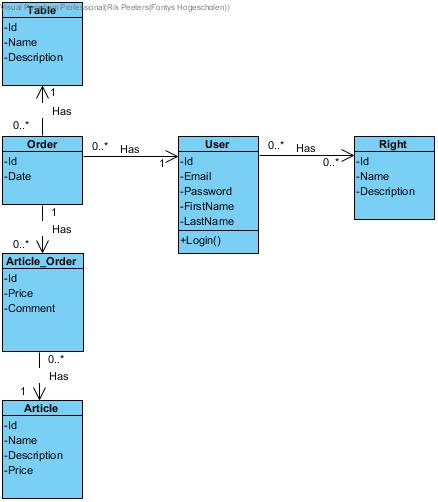 Visual Paradigm Professional(Rik Peeters(Fontys Hogescholen))
Table
-Id
-Name
-Description
1
Has
0..*
Order
-Id
-Date
0..*
Has
1
User
-Id
-Email
-Password
-FirstName
-LastName
+Login()
0..*
Has
0..*
Right
-Id
-Name
-Description
1
Has
0..*
Article_Order
-Id
-Price
-Comment
0..*
Has
1
Article
-Id
-Name
-Description
-Price